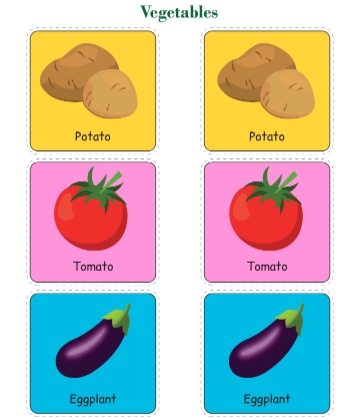 Vegetables
Potato
Potato
Tomato
Tomato
Eggplant
Eggplant